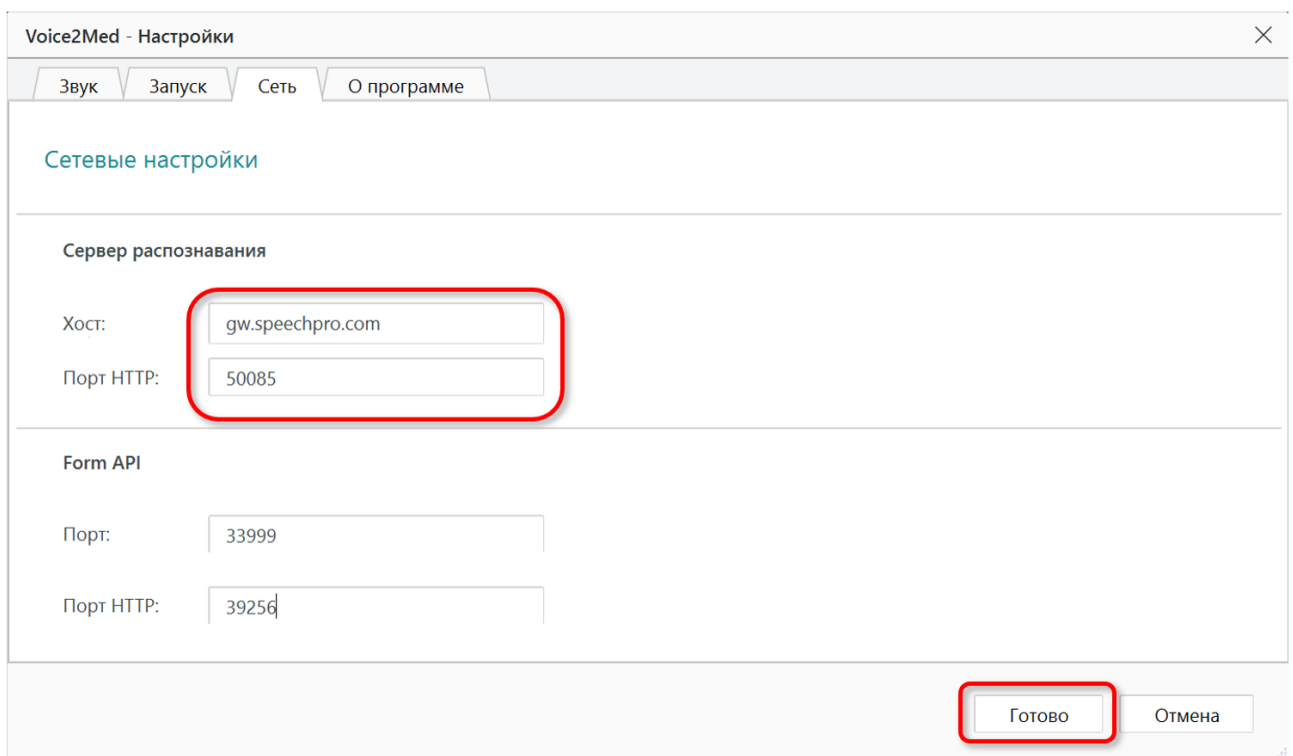 Voice2Med - Настройки
Звук Запуск Сеть О программе
Сетевые настройки
Сервер распознавания
Хост: gw.speechpro.com
Порт HTTP: 50085
Form API
Порт: 33999
Порт HTTP: 39256
Готово Отмена